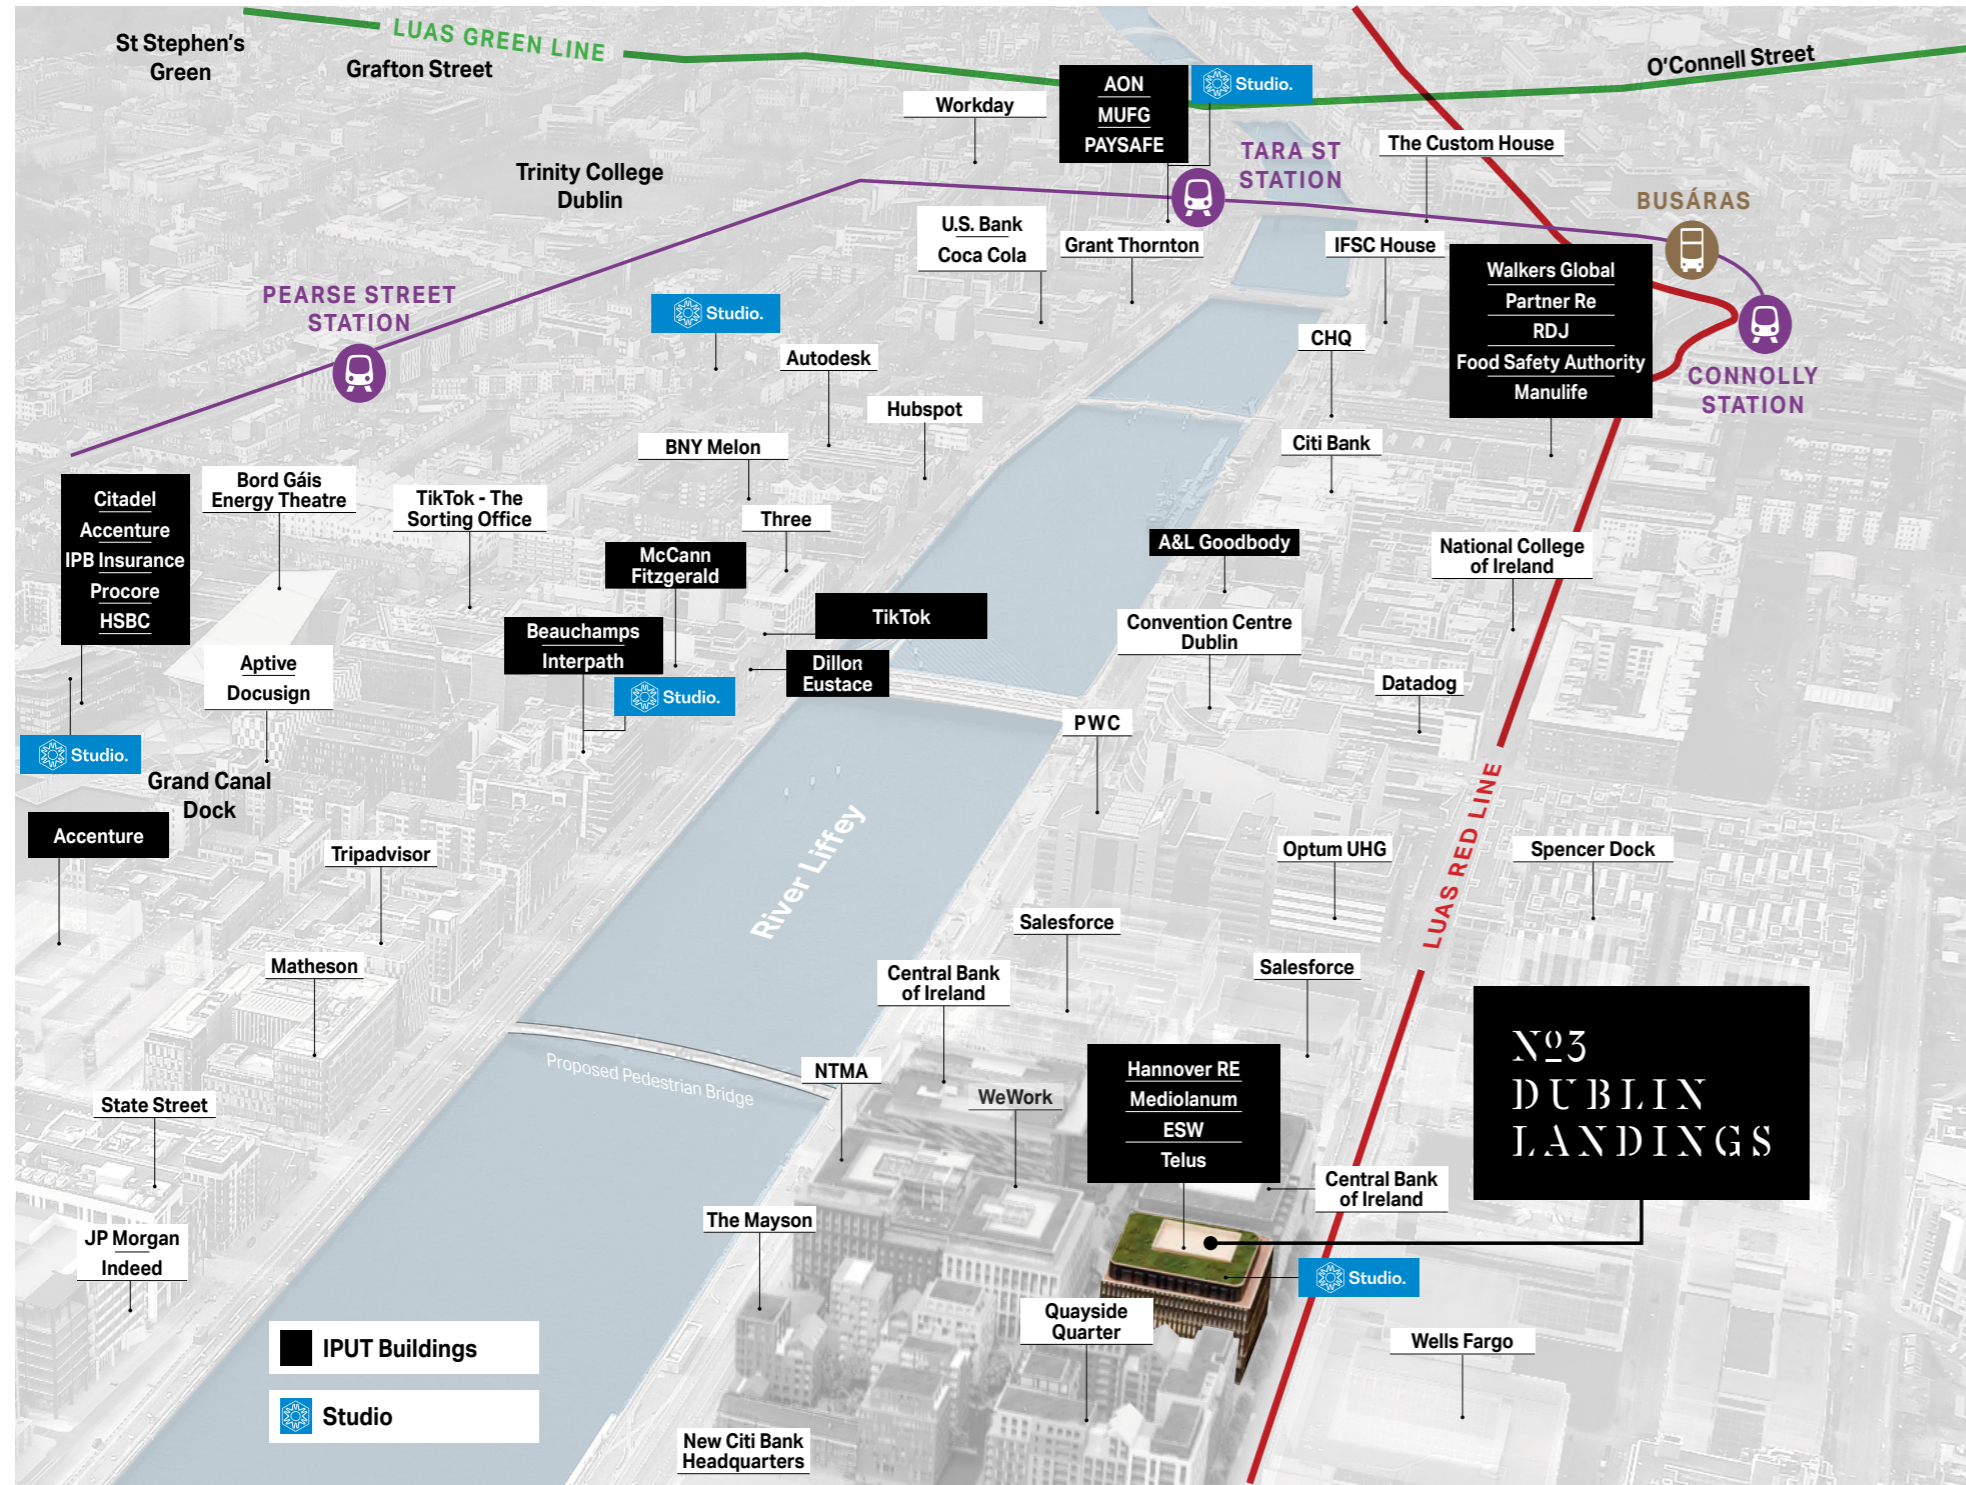 St Stephen's
Green
LUAS GREEN LINE
Grafton Street
O'Connell Street
AON
MUFG
PAYSAFE
Studio.
Workday
The Custom House
TARA ST
STATION
Trinity College
Dublin
BUSÁRAS
U.S. Bank
Coca Cola
Grant Thornton
IFSC House
Walkers Global
Partner Re
RDJ
Food Safety Authority
Manulife
PEARSE STREET
STATION
Studio.
CHQ
Autodesk
CONNOLLY
STATION
Hubspot
BNY Melon
Citi Bank
Citadel
Accenture
IPB Insurance
Procore
HSBC
Bord Gáis
Energy Theatre
TikTok - The
Sorting Office
Three
McCann
Fitzgerald
A&L Goodbody
National College
of Ireland
TikTok
Beauchamps
Interpath
Convention Centre
Dublin
Aptive
Docusign
Dillon
Eustace
Studio.
Datadog
PWC
Studio.
Grand Canal
Dock
Accenture
Tripadvisor
River Liffey
Optum UHG
LUAS RED LINE
Spencer Dock
Salesforce
Matheson
Central Bank
of Ireland
Salesforce
Nº3
DUBLIN
LANDINGS
Proposed Pedestrian Bridge
NTMA
WeWork
Hannover RE
Mediolanum
ESW
Telus
State Street
Central Bank
of Ireland
The Mayson
JP Morgan
Indeed
Studio.
Quayside
Quarter
Wells Fargo
IPUT Buildings
Studio
New Citi Bank
Headquarters